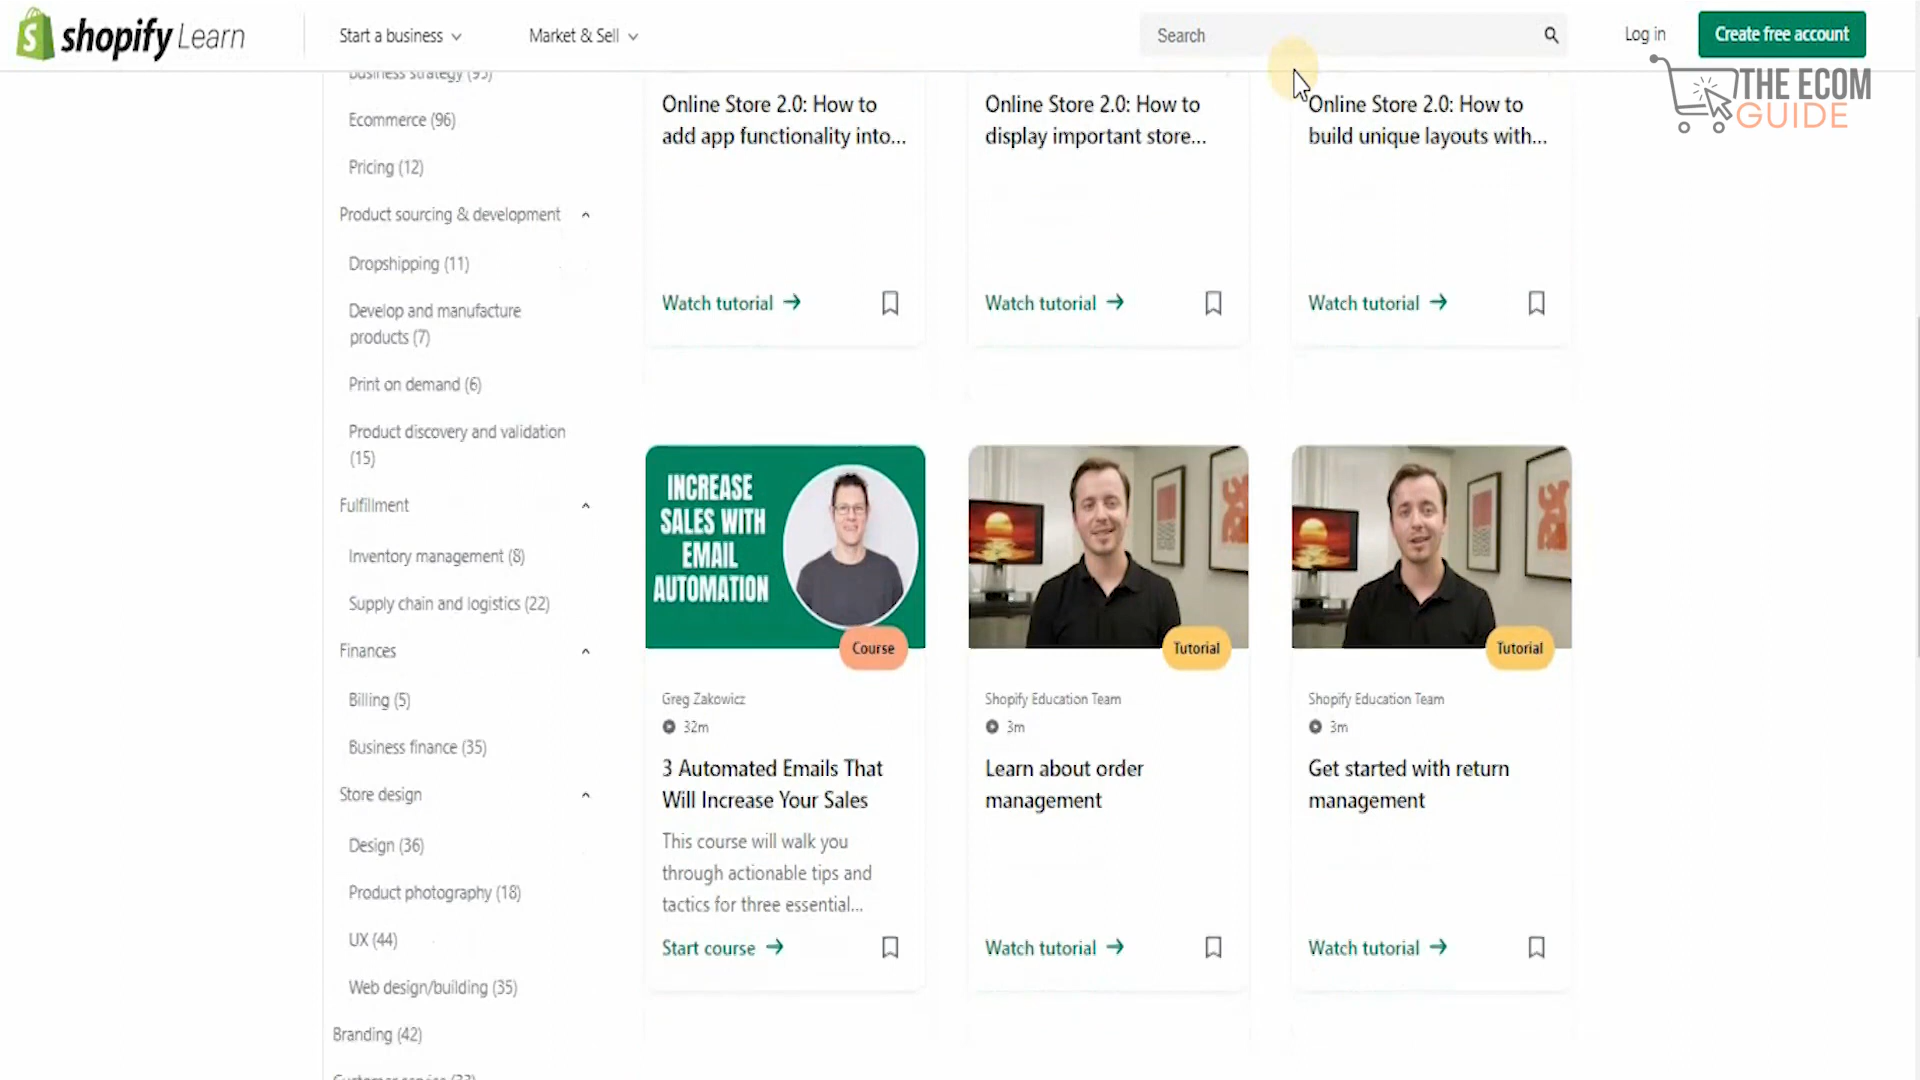 shopify Learn
Start a business
Market & Sell
Search
Log in
Create free account
THE ECOM
GUIDE
Business strategy (95)
Ecommerce (96)
Pricing (12)
Product sourcing & development
Dropshipping (11)
Develop and manufacture
products (7)
Print on demand (6)
Product discovery and validation
(15)
Fulfillment
Inventory management (8)
Supply chain and logistics (22)
Finances
Billing (5)
Business finance (35)
Store design
Design (36)
Product photography (18)
UX (44)
Web design/building (35)
Branding (42)
Online Store 2.0: How to
add app functionality into...
Watch tutorial
Online Store 2.0: How to
display important store...
Watch tutorial
Online Store 2.0: How to
build unique layouts with...
Watch tutorial
INCREASE
SALES WITH
EMAIL
AUTOMATION
Course
Greg Zakowicz
32m
3 Automated Emails That
Will Increase Your Sales
This course will walk you
through actionable tips and
tactics for three essential...
Start course
Tutorial
Shopify Education Team
3m
Learn about order
management
Watch tutorial
Tutorial
Shopify Education Team
3m
Get started with return
management
Watch tutorial